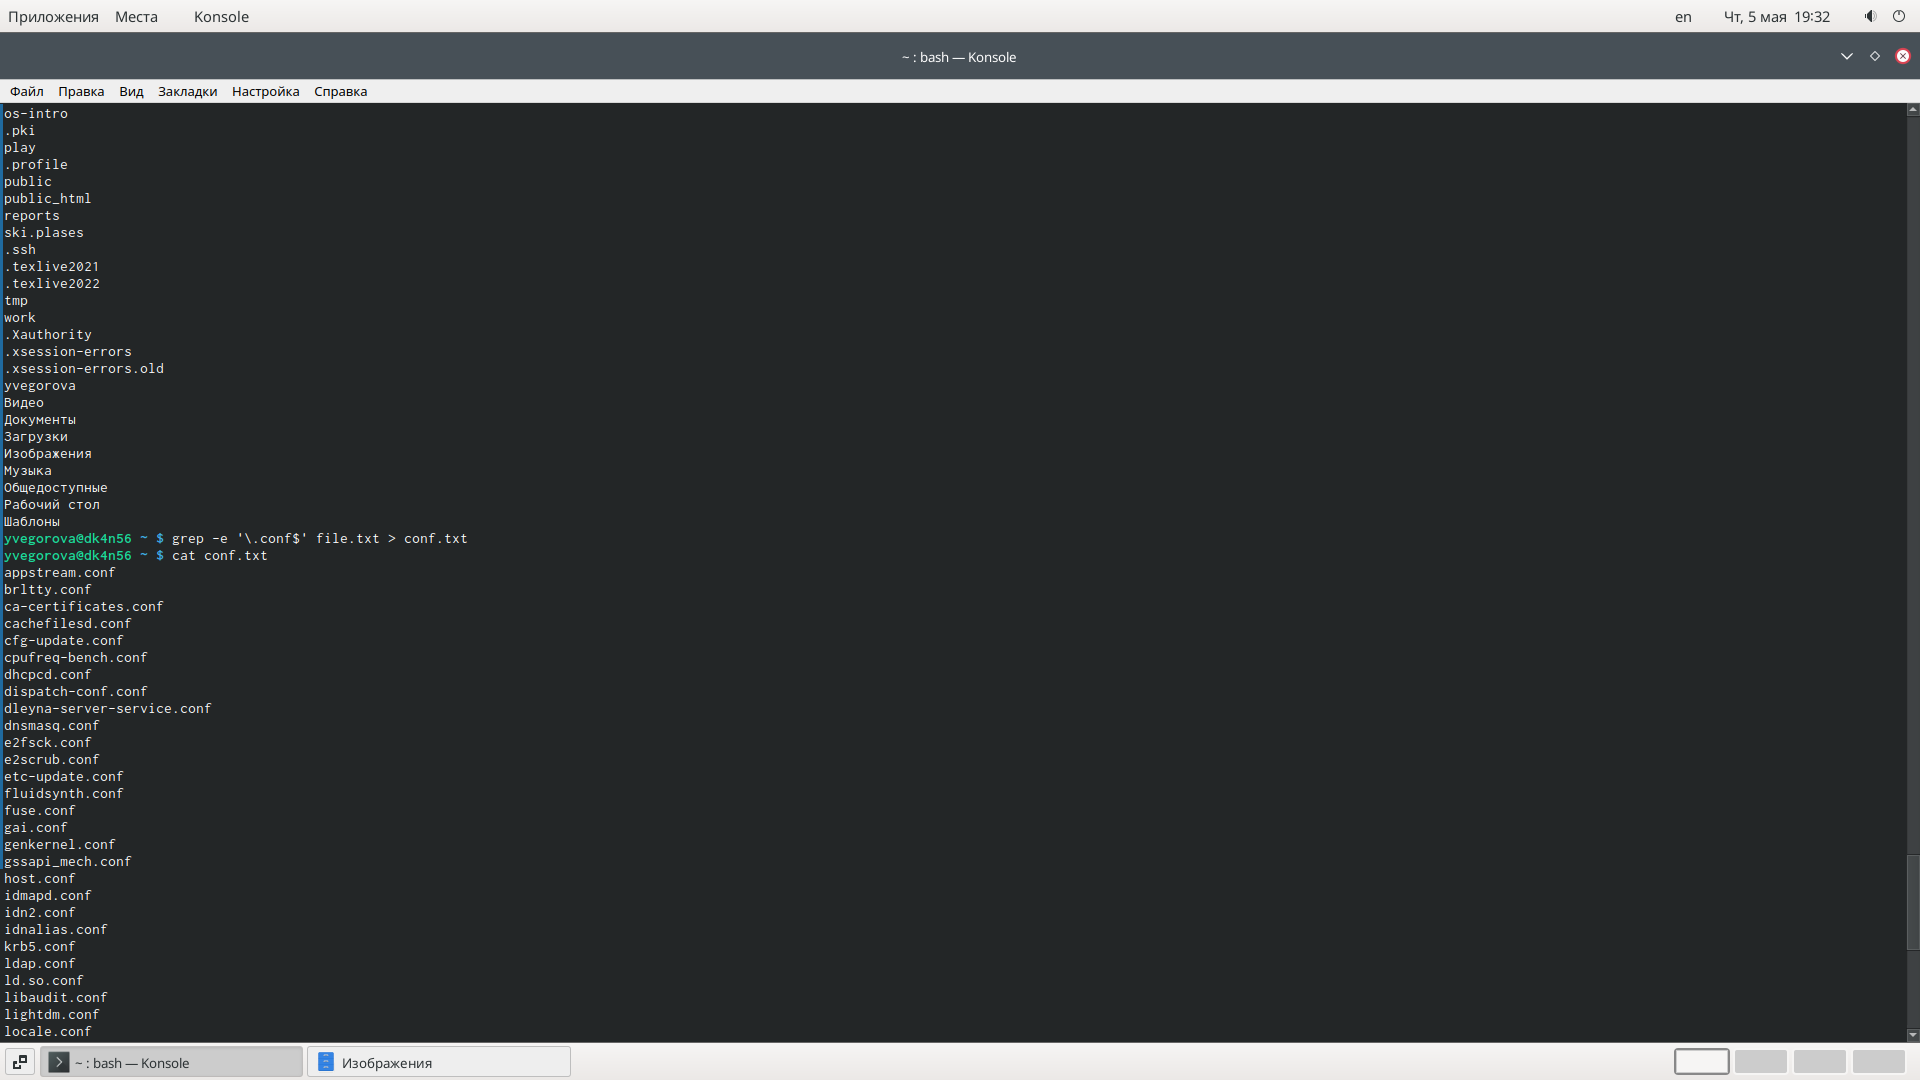 Приложения Места Konsole en Чт, 5 мая 19:32
~ : bash — Konsole
Файл Правка Вид Закладки Настройка Справка
os-intro
.pki
play
.profile
public
public_html
reports
ski.plases
.ssh
.texlive2021
.texlive2022
tmp
work
.Xauthority
.xsession-errors
.xsession-errors.old
yvegorova
Видео
Документы
Загрузки
Изображения
Музыка
Общедоступные
Рабочий стол
Шаблоны
yvegorova@dk4n56 ~ $ grep -e '\.conf$' file.txt > conf.txt
yvegorova@dk4n56 ~ $ cat conf.txt
appstream.conf
brltty.conf
ca-certificates.conf
cachefilesd.conf
cfg-update.conf
cpufreq-bench.conf
dhcpcd.conf
dispatch-conf.conf
dleyna-server-service.conf
dnsmasq.conf
e2fsck.conf
e2scrub.conf
etc-update.conf
fluidsynth.conf
fuse.conf
gai.conf
genkernel.conf
gssapi_mech.conf
host.conf
idmapd.conf
idn2.conf
idnalias.conf
krb5.conf
ldap.conf
ld.so.conf
libaudit.conf
lightdm.conf
locale.conf
~ : bash — Konsole Изображения